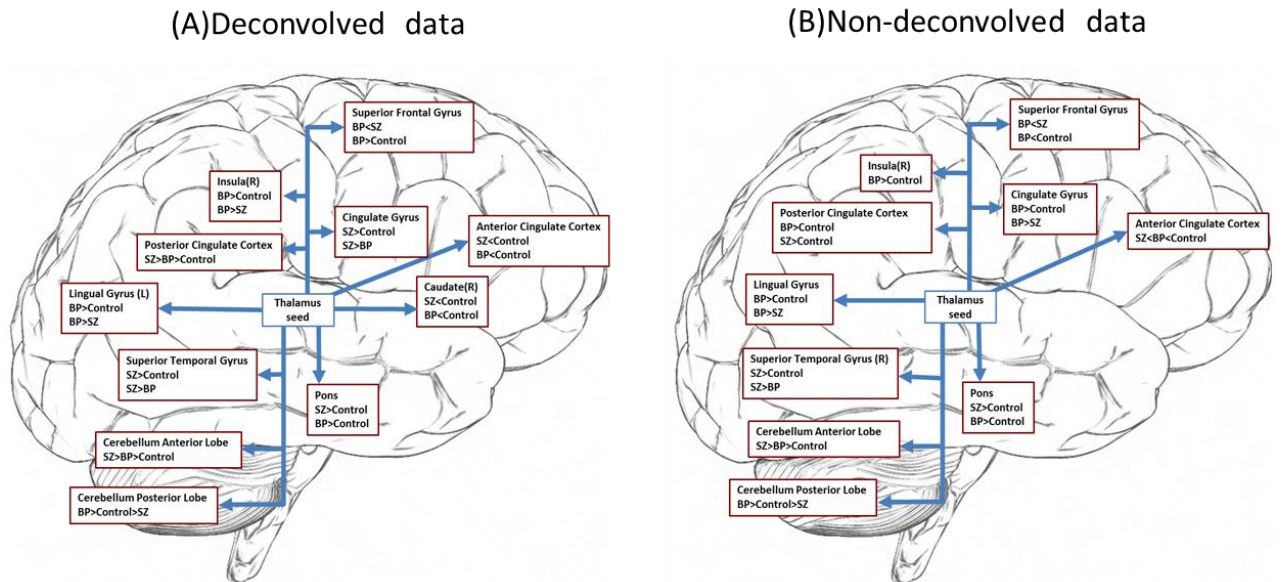 (A)Deconvolved data
Superior Frontal Gyrus
BP<SZ
BP>Control
Insula(R)
BP>Control
BP>SZ
Cingulate Gyrus
SZ>Control
SZ>BP
Anterior Cingulate Cortex
SZ<Control
BP<Control
Posterior Cingulate Cortex
SZ>BP>Control
Lingual Gyrus (L)
BP>Control
BP>SZ
Thalamus
seed
Caudate(R)
SZ<Control
BP<Control
Superior Temporal Gyrus
SZ>Control
SZ>BP
Pons
SZ>Control
BP>Control
Cerebellum Anterior Lobe
SZ>BP>Control
Cerebellum Posterior Lobe
BP>Control>SZ
(B)Non-deconvolved data
Superior Frontal Gyrus
BP<SZ
BP<Control
Insula(R)
BP>Control
Cingulate Gyrus
BP>Control
BP>SZ
Posterior Cingulate Cortex
BP>Control
SZ>Control
Anterior Cingulate Cortex
SZ<BP<Control
Lingual Gyrus
BP>Control
BP>SZ
Thalamus
seed
Superior Temporal Gyrus (R)
SZ>Control
SZ>BP
Pons
SZ>Control
BP>Control
Cerebellum Anterior Lobe
SZ>BP>Control
Cerebellum Posterior Lobe
BP>Control>SZ